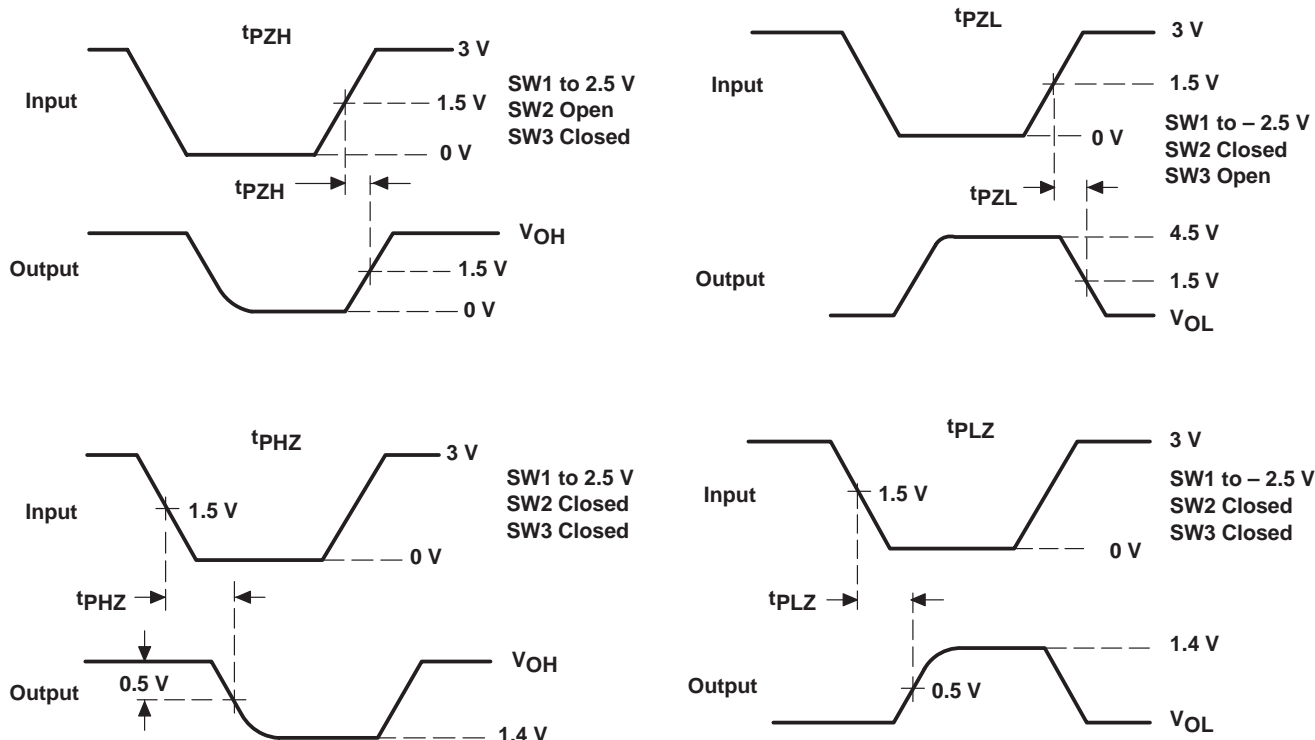 tPZH
3 V
Input
1.5 V
0 V
SW1 to 2.5 V
SW2 Open
SW3 Closed
tPZH
VOH
Output
1.5 V
0 V
tPZL
3 V
Input
1.5 V
0 V
SW1 to – 2.5 V
SW2 Closed
SW3 Open
tPZL
4.5 V
Output
1.5 V
VOL
tPHZ
3 V
Input
1.5 V
0 V
SW1 to 2.5 V
SW2 Closed
SW3 Closed
tPHZ
VOH
Output
0.5 V
1.4 V
tPLZ
3 V
Input
1.5 V
0 V
SW1 to – 2.5 V
SW2 Closed
SW3 Closed
tPLZ
1.4 V
Output
0.5 V
VOL